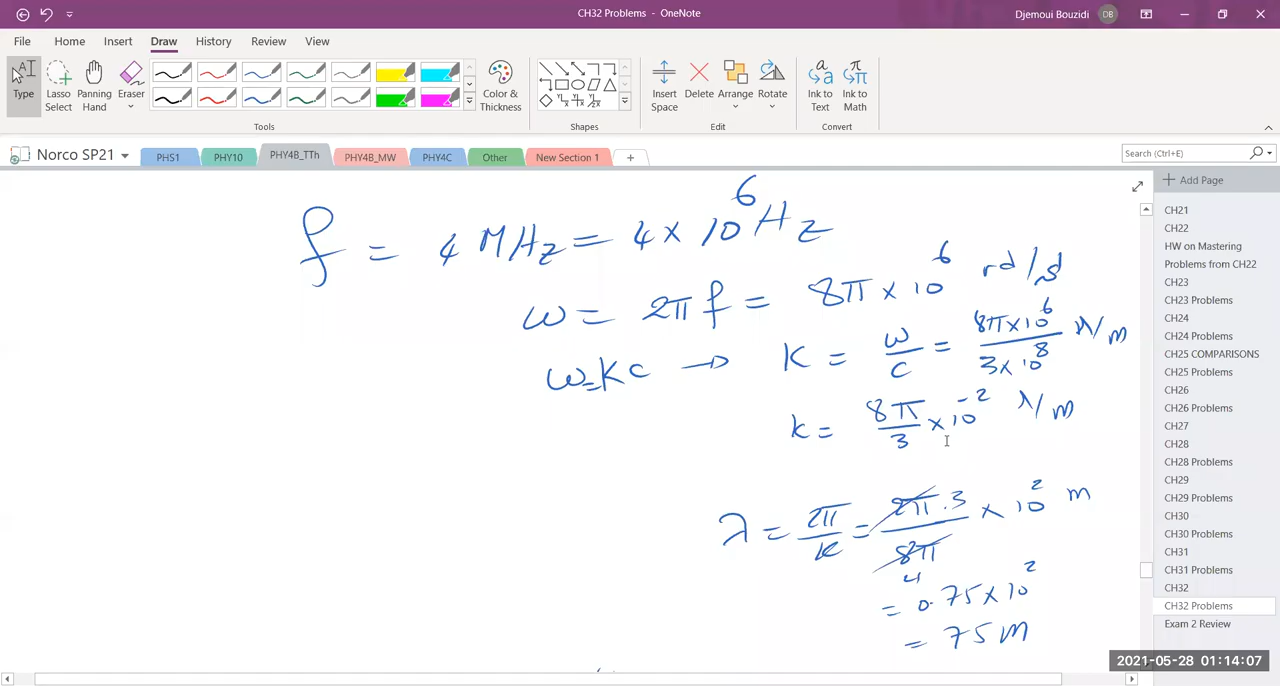 CH32 Problems - OneNote
Djemoui Bouzidi DB
File Home Insert Draw History Review View
Type
Lasso Select
Panning Hand
Eraser
Color & Thickness
Insert Space
Delete
Arrange
Rotate
Ink to Text
Ink to Math
Tools
Shapes
Edit
Convert
Norco SP21
PHS1 PHY10 PHY4B_TTh PHY4B_MW PHY4C Other New Section 1 +
Search (Ctrl+E)
f = 4 MHz = 4 × 10^6 Hz
ω = 2π f = 8π × 10^6 rd/s
ω = kc → k = ω/c = (8π × 10^6)/(3 × 10^8) r/m
k = 8π/3 × 10^-2 r/m
λ = 2π/k = (2π . 3)/(8π) × 10^2 m
4
= 0.75 × 10^2
= 75 m
+ Add Page
CH21
CH22
HW on Mastering
Problems from CH22
CH23
CH23 Problems
CH24
CH24 Problems
CH25 COMPARISONS
CH25 Problems
CH26
CH26 Problems
CH27
CH28
CH28 Problems
CH29
CH29 Problems
CH30
CH30 Problems
CH31
CH31 Problems
CH32
CH32 Problems
Exam 2 Review
2021-05-28 01:14:07